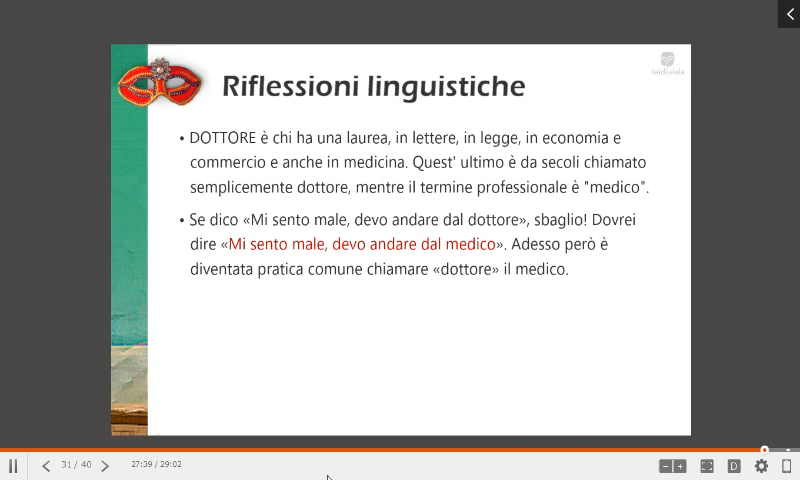 Riflessioni linguistiche
• DOTTORE è chi ha una laurea, in lettere, in legge, in economia e
commercio e anche in medicina. Quest' ultimo è da secoli chiamato
semplicemente dottore, mentre il termine professionale è "medico".
• Se dico «Mi sento male, devo andare dal dottore», sbaglio! Dovrei
dire «Mi sento male, devo andare dal medico». Adesso però è
diventata pratica comune chiamare «dottore» il medico.
31 / 40
27:39 / 29:02
D